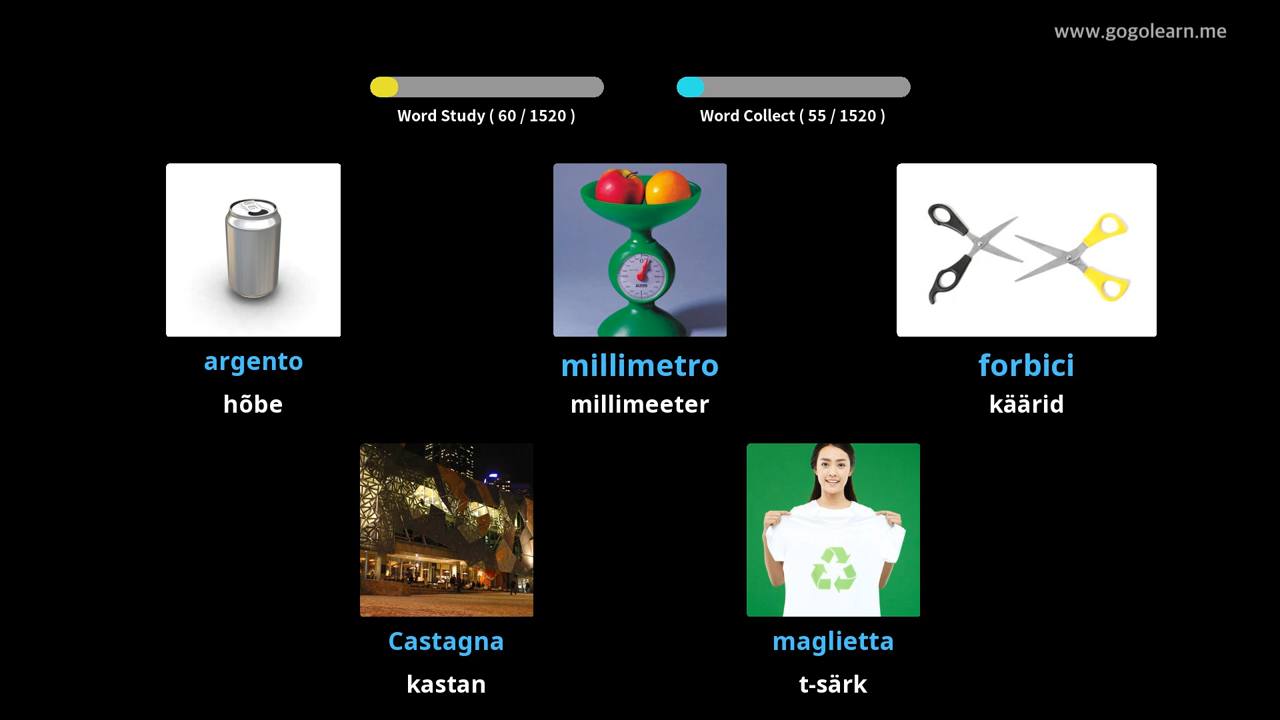 www.gogolearn.me
Word Study ( 60 / 1520 )
Word Collect ( 55 / 1520 )
argento
hõbe
millimetro
millimeeter
forbici
käärid
Castagna
kastan
maglietta
t-särk